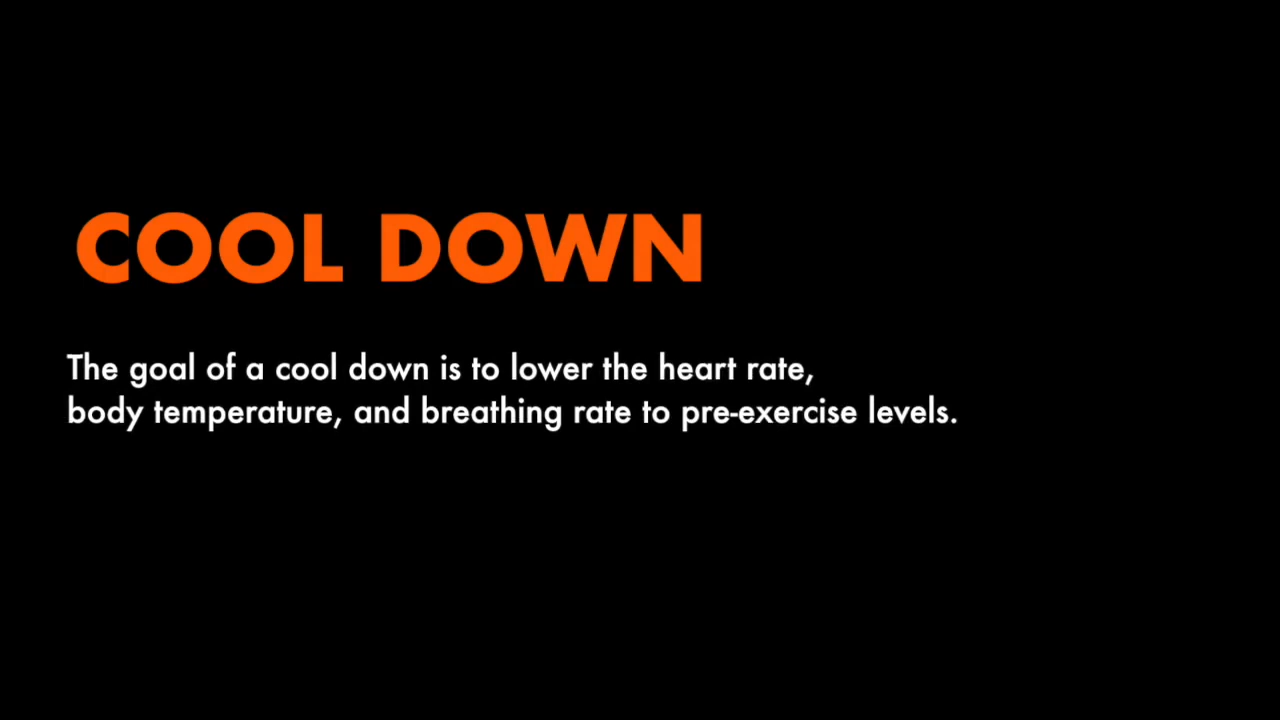 COOL DOWN
The goal of a cool down is to lower the heart rate,
body temperature, and breathing rate to pre-exercise levels.